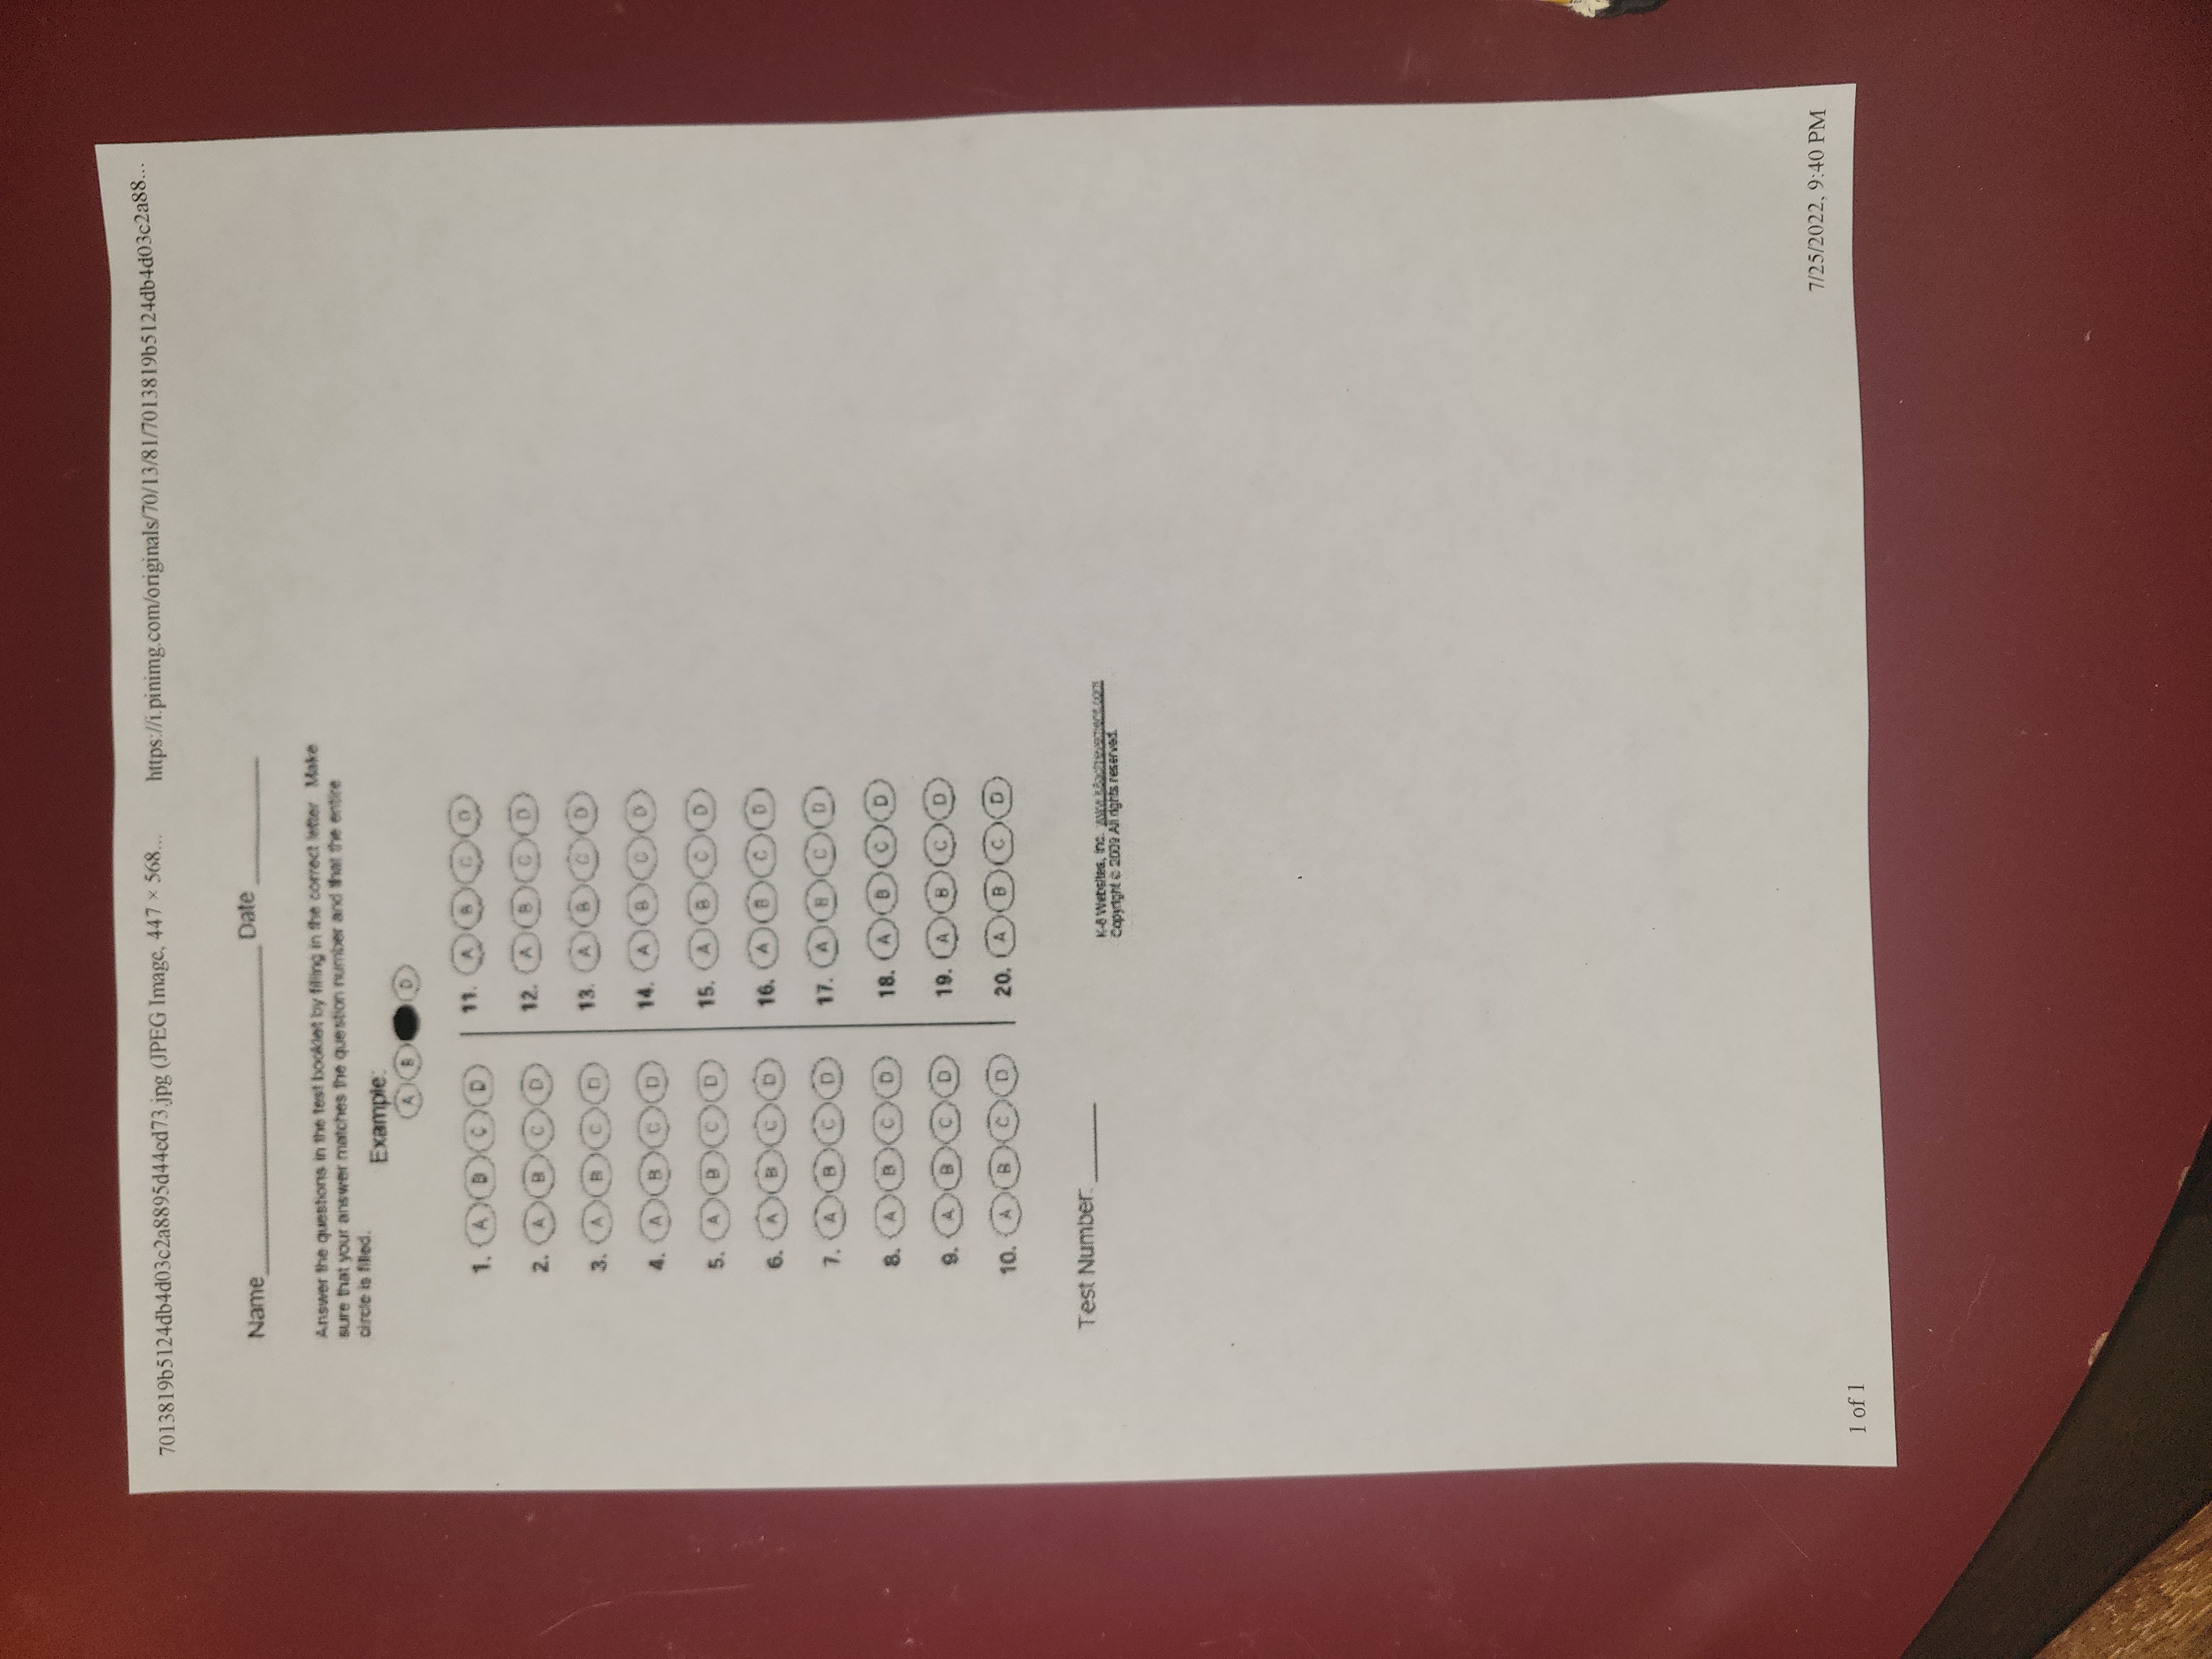 7013819b5124db4d03c2a8895d44ed73.jpg (JPEG Image, 447 × 568... https://i.pinimg.com/originals/70/13/81/7013819b5124db4d03c2a88...
Name Date
Answer the questions in the test booklet by filling in the correct letter. Make
sure that your answer matches the question number and that the entire
circle is filled.
Example:
A B D
1. A B C D
2. A B C D
3. A B C D
4. A B C D
5. A B C D
6. A B C D
7. A B C D
8. A B C D
9. A B C D
10. A B C D
11. A B C D
12. A B C D
13. A B C D
14. A B C D
15. A B C D
16. A B C D
17. A B C D
18. A B C D
19. A B C D
20. A B C D
Test Number:
K-8 Websites, Inc. www.k8achievement.com
Copyright © 2009 All rights reserved.
1 of 1
7/25/2022, 9:40 PM